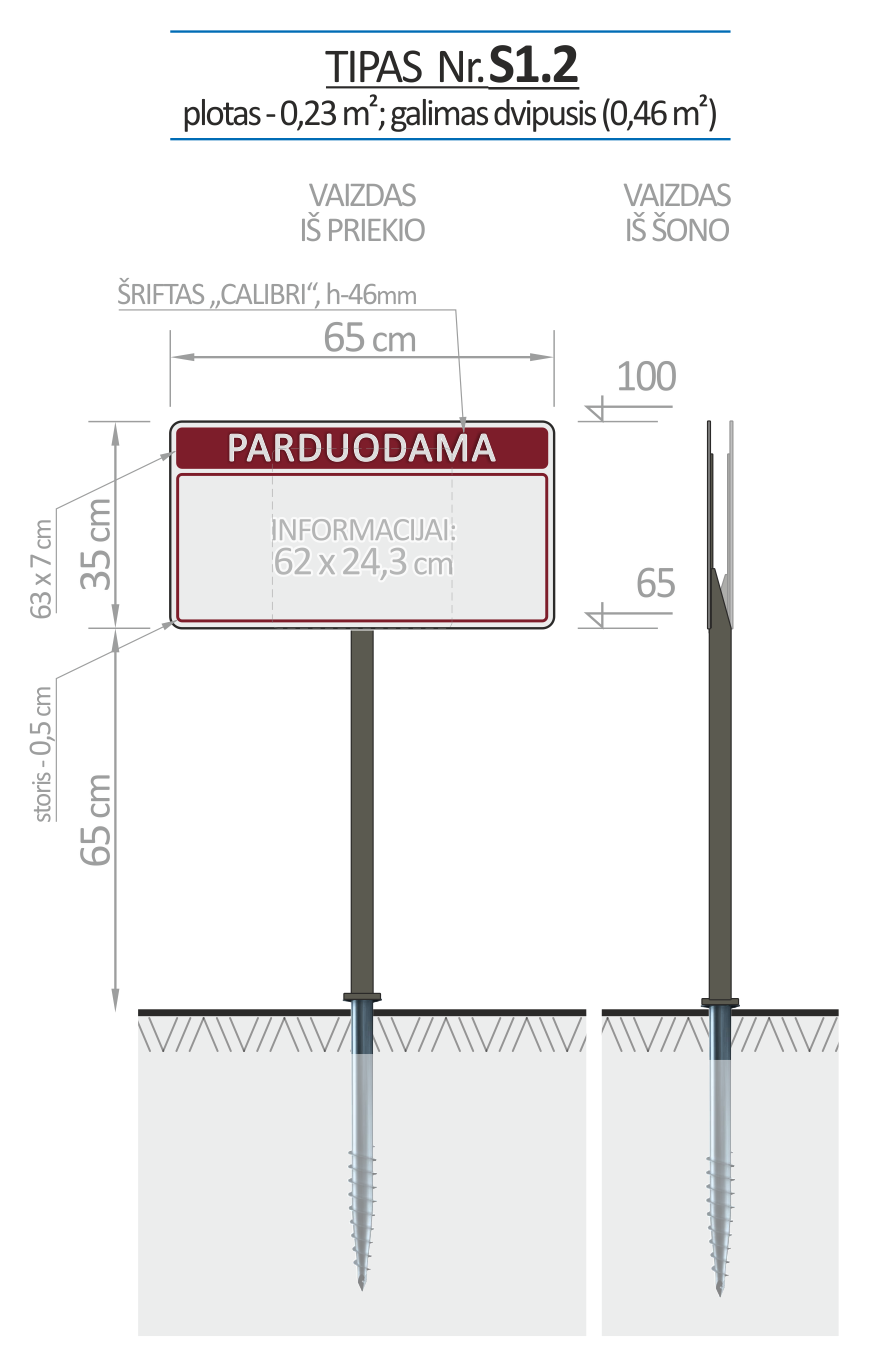 TIPAS Nr. S1.2
plotas - 0,23 m²; galimas dvipusis (0,46 m²)
VAIZDAS
IŠ PRIEKIO
VAIZDAS
IŠ ŠONO
ŠRIFTAS „CALIBRI“, h-46mm
65 cm
100
PARDUODAMA
INFORMACIJAI:
62 x 24,3 cm
35 cm
63 x 7 cm
65
storis - 0,5 cm
65 cm